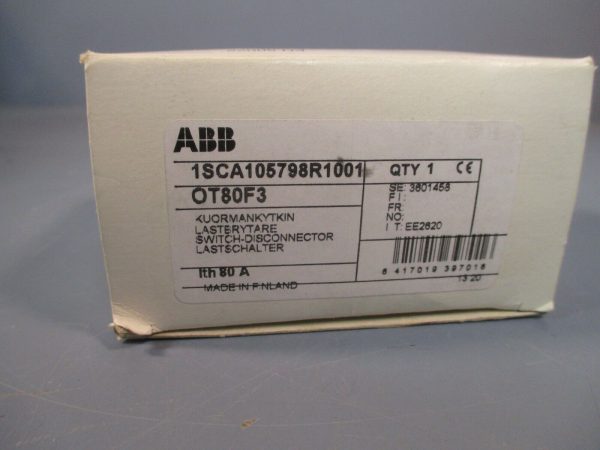 ABB
1SCA105798R1001
QTY 1 CE
OT80F3
SE: 3601456
FI:
FR:
NO:
IT: EE2620
KUORMANKYTKIN
LASTBRYTARE
SWITCH-DISCONNECTOR
LASTSCHALTER
Ith 80 A
MADE IN FINLAND
6 417019 397016
13 20